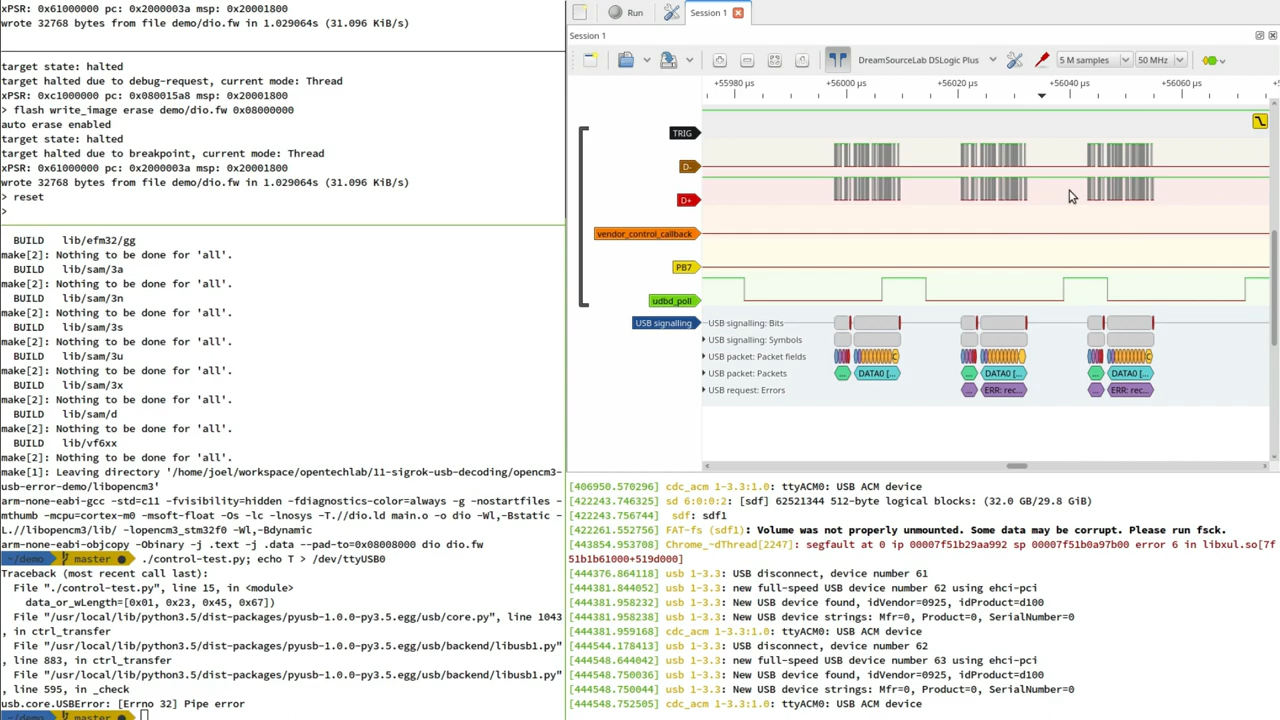 xPSR: 0x61000000 pc: 0x2000003a msp: 0x20001800
wrote 32768 bytes from file demo/dio.fw in 1.029064s (31.096 KiB/s)
target state: halted
target halted due to debug-request, current mode: Thread
xPSR: 0xc1000000 pc: 0x080015a8 msp: 0x20001800
> flash write_image erase demo/dio.fw 0x08000000
auto erase enabled
target state: halted
target halted due to breakpoint, current mode: Thread
xPSR: 0x61000000 pc: 0x2000003a msp: 0x20001800
wrote 32768 bytes from file demo/dio.fw in 1.029064s (31.096 KiB/s)
> reset
>
BUILD lib/efm32/gg
make[2]: Nothing to be done for 'all'.
BUILD lib/sam/3a
make[2]: Nothing to be done for 'all'.
BUILD lib/sam/3n
make[2]: Nothing to be done for 'all'.
BUILD lib/sam/3s
make[2]: Nothing to be done for 'all'.
BUILD lib/sam/3u
make[2]: Nothing to be done for 'all'.
BUILD lib/sam/3x
make[2]: Nothing to be done for 'all'.
BUILD lib/sam/d
make[2]: Nothing to be done for 'all'.
BUILD lib/vf6xx
make[2]: Nothing to be done for 'all'.
make[1]: Leaving directory '/home/joel/workspace/opentechlab/11-sigrok-usb-decoding/opencm3-
usb-error-demo/libopencm3'
arm-none-eabi-gcc -std=c11 -fvisibility=hidden -fdiagnostics-color=always -g -nostartfiles -
mthumb -mcpu=cortex-m0 -msoft-float -Os -lc -lnosys -T.//dio.ld main.o -o dio -Wl,-Bstatic -
L.//libopencm3/lib/ -lopencm3_stm32f0 -Wl,-Bdynamic
arm-none-eabi-objcopy -Obinary -j .text -j .data --pad-to=0x08008000 dio dio.fw
~/demo master ● ./control-test.py; echo T > /dev/ttyUSB0
Traceback (most recent call last):
File "./control-test.py", line 15, in <module>
data_or_wLength=[0x01, 0x23, 0x45, 0x67])
File "/usr/local/lib/python3.5/dist-packages/pyusb-1.0.0-py3.5.egg/usb/core.py", line 1043
, in ctrl_transfer
File "/usr/local/lib/python3.5/dist-packages/pyusb-1.0.0-py3.5.egg/usb/backend/libusb1.py"
, line 883, in ctrl_transfer
File "/usr/local/lib/python3.5/dist-packages/pyusb-1.0.0-py3.5.egg/usb/backend/libusb1.py"
, line 595, in _check
usb.core.USBError: [Errno 32] Pipe error
~/demo master ●
Run Session 1
Session 1
DreamSourceLab DSLogic Plus 5 M samples 50 MHz
+55980 µs +56000 µs +56020 µs +56040 µs +56060 µs
TRIG
D-
D+
vendor_control_callback
PB7
udbd_poll
USB signalling USB signalling: Bits
USB signalling: Symbols
USB packet: Packet fields
USB packet: Packets ... DATA0 [... ... DATA0 [... ... DATA0 [...
USB request: Errors ... ERR: rec... ... ERR: rec...
[406950.570296] cdc_acm 1-3.3:1.0: ttyACM0: USB ACM device
[422243.746325] sd 6:0:0:2: [sdf] 62521344 512-byte logical blocks: (32.0 GB/29.8 GiB)
[422243.756744] sdf: sdf1
[422261.552756] FAT-fs (sdf1): Volume was not properly unmounted. Some data may be corrupt. Please run fsck.
[443854.953708] Chrome_~dThread[2247]: segfault at 0 ip 00007f51b29aa992 sp 00007f51b0a97b00 error 6 in libxul.so[7f
51b1b61000+519d000]
[444376.864118] usb 1-3.3: USB disconnect, device number 61
[444381.844052] usb 1-3.3: new full-speed USB device number 62 using ehci-pci
[444381.958232] usb 1-3.3: New USB device found, idVendor=0925, idProduct=d100
[444381.958238] usb 1-3.3: New USB device strings: Mfr=0, Product=0, SerialNumber=0
[444381.959168] cdc_acm 1-3.3:1.0: ttyACM0: USB ACM device
[444544.178413] usb 1-3.3: USB disconnect, device number 62
[444548.644042] usb 1-3.3: new full-speed USB device number 63 using ehci-pci
[444548.750036] usb 1-3.3: New USB device found, idVendor=0925, idProduct=d100
[444548.750044] usb 1-3.3: New USB device strings: Mfr=0, Product=0, SerialNumber=0
[444548.752505] cdc_acm 1-3.3:1.0: ttyACM0: USB ACM device